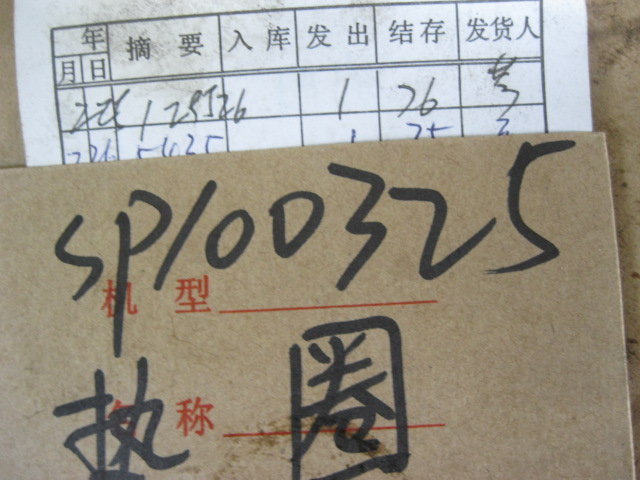 年 摘要 入库 发出 结存 发货人
月 日
1 26
SP100325
机型
名称
垫圈